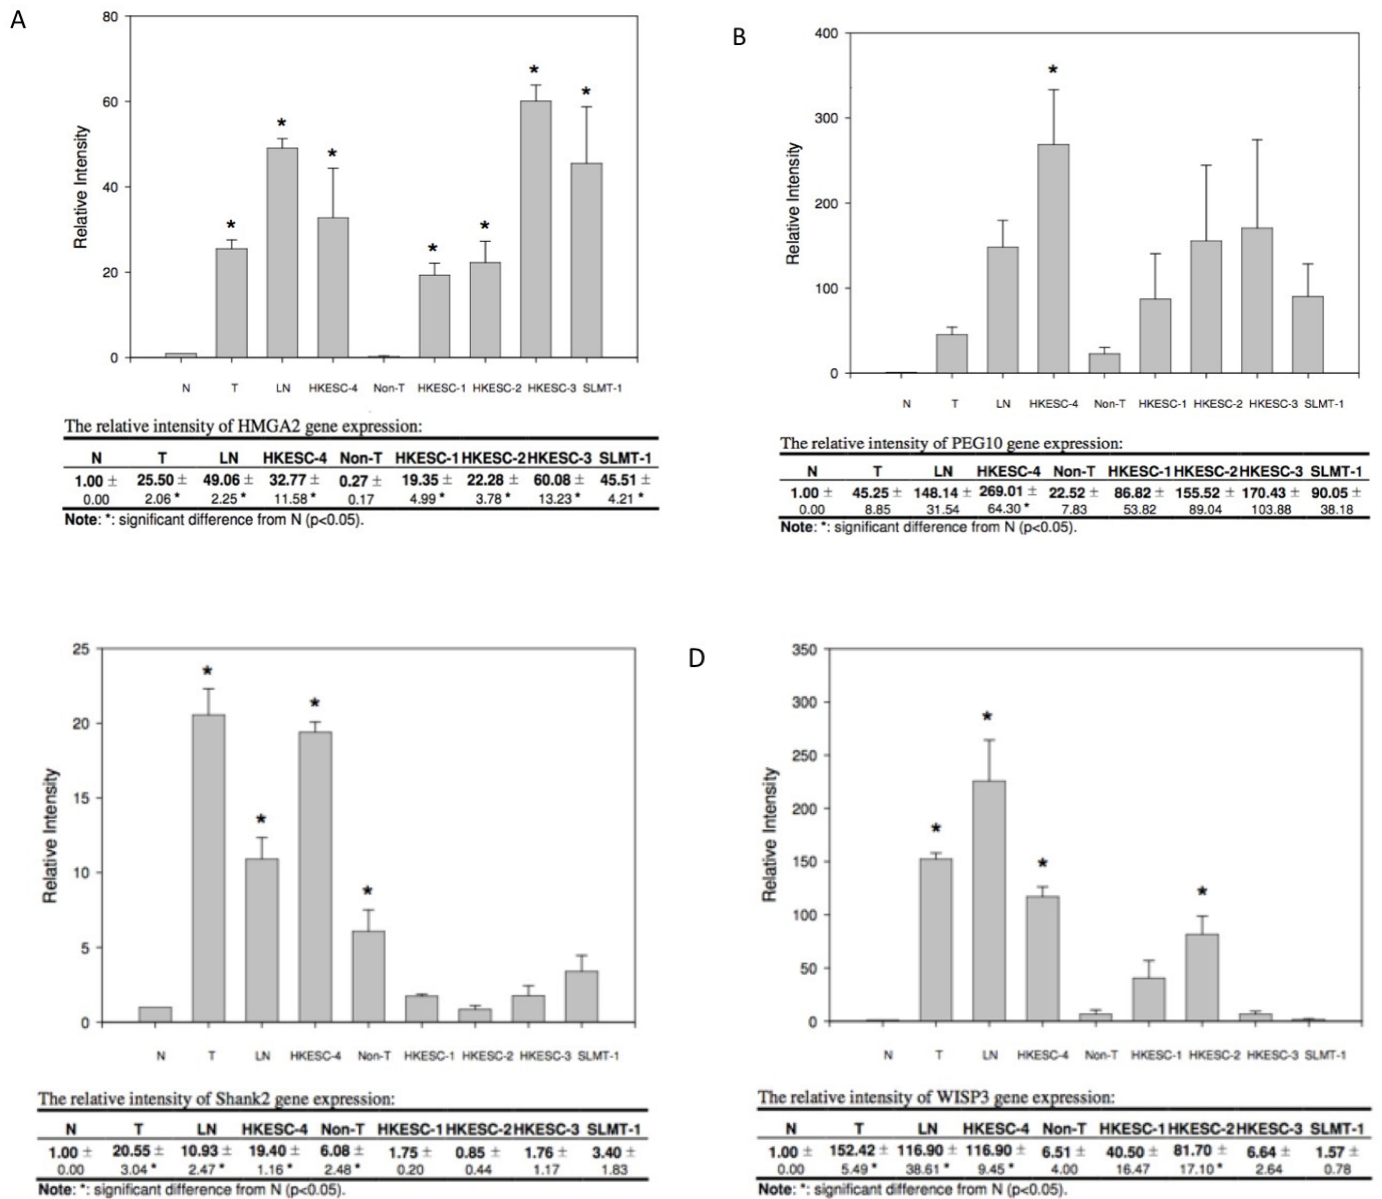 A
80
60
40
20
0
Relative Intensity
*
*
*
*
*
*
*
N T LN HKESC-4 Non-T HKESC-1 HKESC-2 HKESC-3 SLMT-1
The relative intensity of HMGA2 gene expression:
N T LN HKESC-4 Non-T HKESC-1 HKESC-2 HKESC-3 SLMT-1
1.00 ± 25.50 ± 49.06 ± 32.77 ± 0.27 ± 19.35 ± 22.28 ± 60.08 ± 45.51 ±
0.00 2.06 * 2.25 * 11.58 * 0.17 4.99 * 3.78 * 13.23 * 4.21 *
Note: *: significant difference from N (p<0.05).
B
400
300
200
100
0
Relative Intensity
*
N T LN HKESC-4 Non-T HKESC-1 HKESC-2 HKESC-3 SLMT-1
The relative intensity of PEG10 gene expression:
N T LN HKESC-4 Non-T HKESC-1 HKESC-2 HKESC-3 SLMT-1
1.00 ± 45.25 ± 148.14 ± 269.01 ± 22.52 ± 86.82 ± 155.52 ± 170.43 ± 90.05 ±
0.00 8.85 31.54 64.30 * 7.83 53.82 89.04 103.88 38.18
Note: *: significant difference from N (p<0.05).
25
20
15
10
5
0
Relative Intensity
*
*
*
*
N T LN HKESC-4 Non-T HKESC-1 HKESC-2 HKESC-3 SLMT-1
The relative intensity of Shank2 gene expression:
N T LN HKESC-4 Non-T HKESC-1 HKESC-2 HKESC-3 SLMT-1
1.00 ± 20.55 ± 10.93 ± 19.40 ± 6.08 ± 1.75 ± 0.85 ± 1.76 ± 3.40 ±
0.00 3.04 * 2.47 * 1.16 * 2.48 * 0.20 0.44 1.17 1.83
Note: *: significant difference from N (p<0.05).
D
350
300
250
200
150
100
50
0
Relative Intensity
*
*
*
*
N T LN HKESC-4 Non-T HKESC-1 HKESC-2 HKESC-3 SLMT-1
The relative intensity of WISP3 gene expression:
N T LN HKESC-4 Non-T HKESC-1 HKESC-2 HKESC-3 SLMT-1
1.00 ± 152.42 ± 116.90 ± 116.90 ± 6.51 ± 40.50 ± 81.70 ± 6.64 ± 1.57 ±
0.00 5.49 * 38.61 * 9.45 * 4.00 16.47 17.10 * 2.64 0.78
Note: *: significant difference from N (p<0.05).